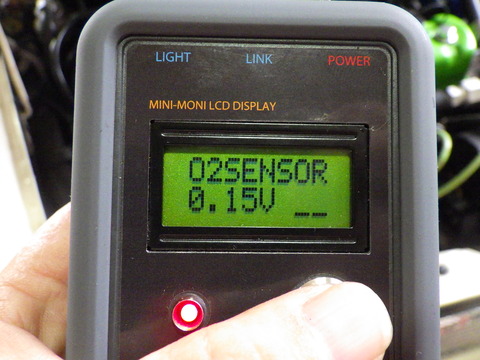 LIGHT LINK POWER
MINI-MONI LCD DISPLAY
O2SENSOR
0.15V __